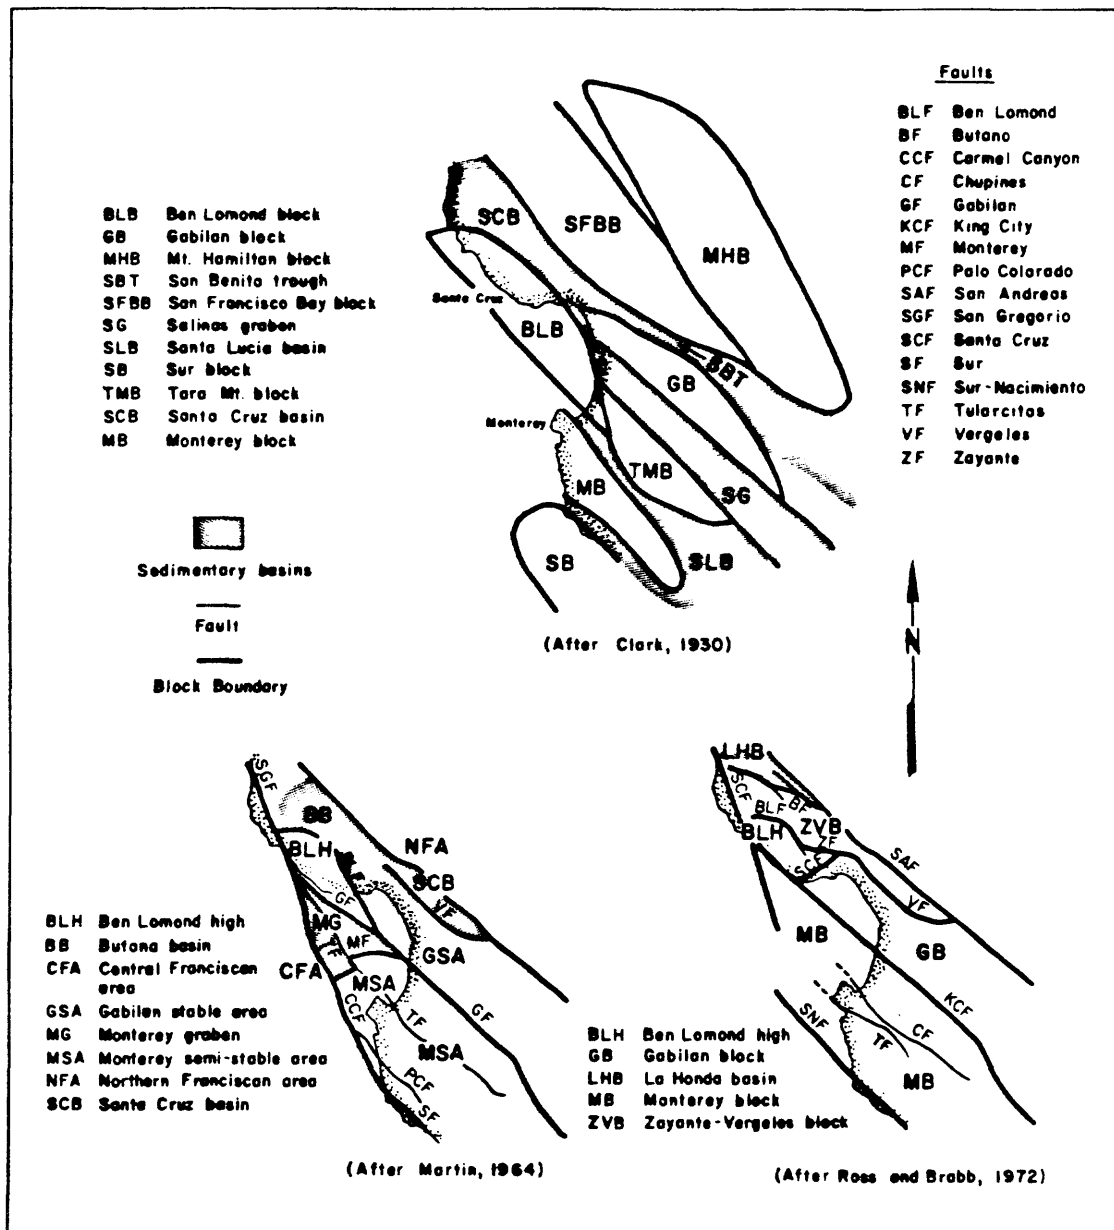 Faults
BLF Ben Lomond
BF Butano
CCF Carmel Canyon
CF Chupines
GF Gabilan
KCF King City
MF Monterey
PCF Palo Colorado
SAF San Andreas
SGF San Gregorio
SCF Santa Cruz
SF Sur
SNF Sur-Nacimiento
TF Tularcitos
VF Vergeles
ZF Zayante
BLB Ben Lomond block
GB Gabilan block
MHB Mt. Hamilton block
SBT San Benito trough
SFBB San Francisco Bay block
SG Salinas graben
SLB Santa Lucia basin
SB Sur block
TMB Tara Mt. block
SCB Santa Cruz basin
MB Monterey block
Sedimentary basins
Fault
Block Boundary
SCB
SFBB
MHB
Santa Cruz
BLB
SBT
GB
Monterey
TMB
MB
SG
SB
SLB
(After Clark, 1930)
N
SGF
BB
BLH
NFA
SCB
GF
VF
MG
MF
GSA
CFA
MSA
CCF
TF
GF
MSA
PCF
SF
BLH Ben Lomond high
BB Butano basin
CFA Central Franciscan
area
GSA Gabilan stable area
MG Monterey graben
MSA Monterey semi-stable area
NFA Northern Franciscan area
SCB Santa Cruz basin
(After Martin, 1964)
LHB
SCF
BLF
BF
ZVB
BLH
ZF
SCF
SAF
VF
MB
GB
KCF
SNF
CF
TF
MB
BLH Ben Lomond high
GB Gabilan block
LHB La Honda basin
MB Monterey block
ZVB Zayante-Vergeles block
(After Ross and Brabb, 1972)